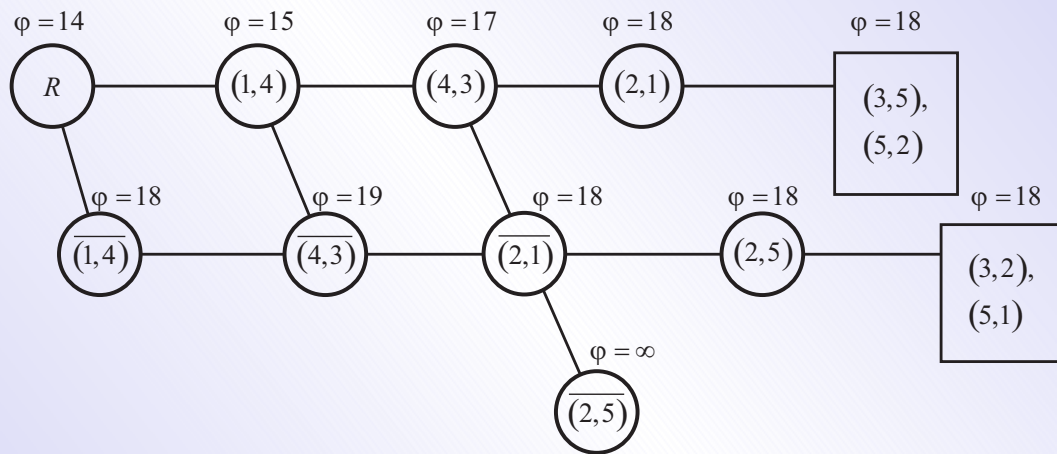 φ = 14
φ = 15
φ = 17
φ = 18
φ = 18
R
(1,4)
(4,3)
(2,1)
(3,5),
(5,2)
φ = 18
φ = 19
φ = 18
φ = 18
φ = 18
(1,4)
(4,3)
(2,1)
(2,5)
(3,2),
(5,1)
φ = ∞
(2,5)